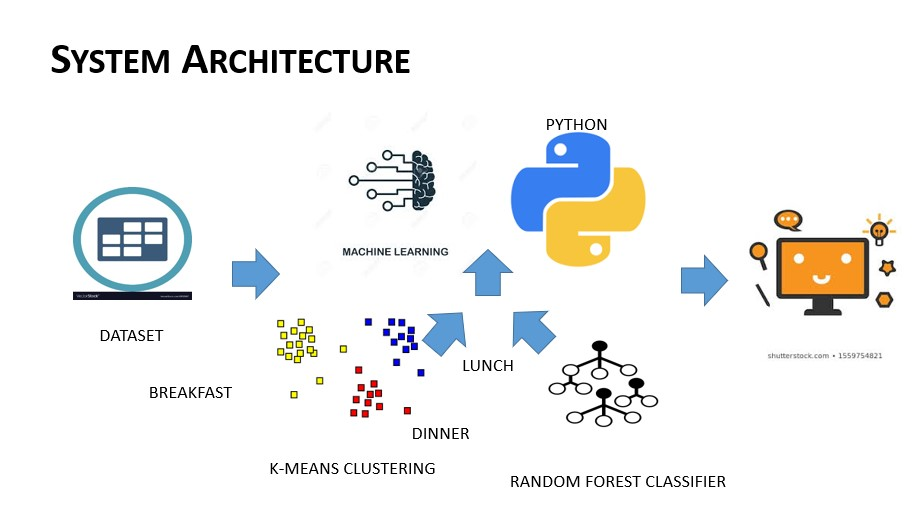 SYSTEM ARCHITECTURE
PYTHON
MACHINE LEARNING
DATASET
shutterstock.com • 1559754821
LUNCH
BREAKFAST
DINNER
K-MEANS CLUSTERING
RANDOM FOREST CLASSIFIER